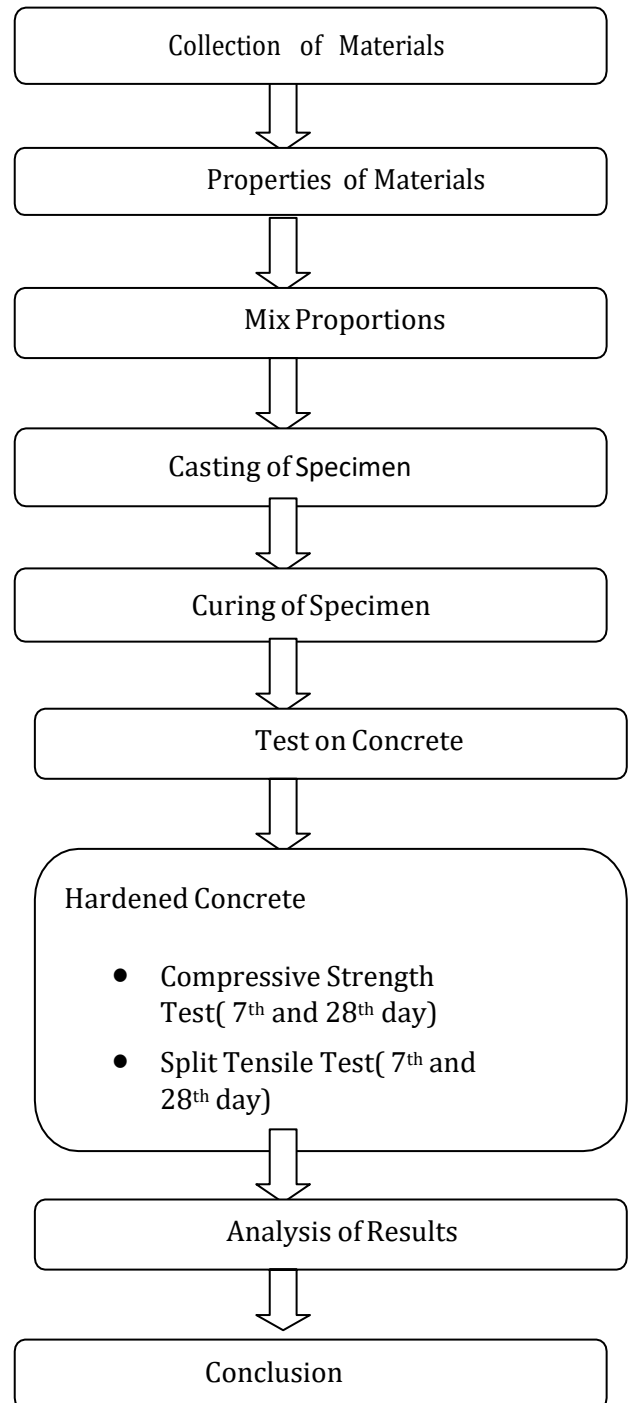 Collection of Materials
Properties of Materials
Mix Proportions
Casting of Specimen
Curing of Specimen
Test on Concrete
Hardened Concrete
● Compressive Strength
Test( 7th and 28th day)
● Split Tensile Test( 7th and
28th day)
Analysis of Results
Conclusion